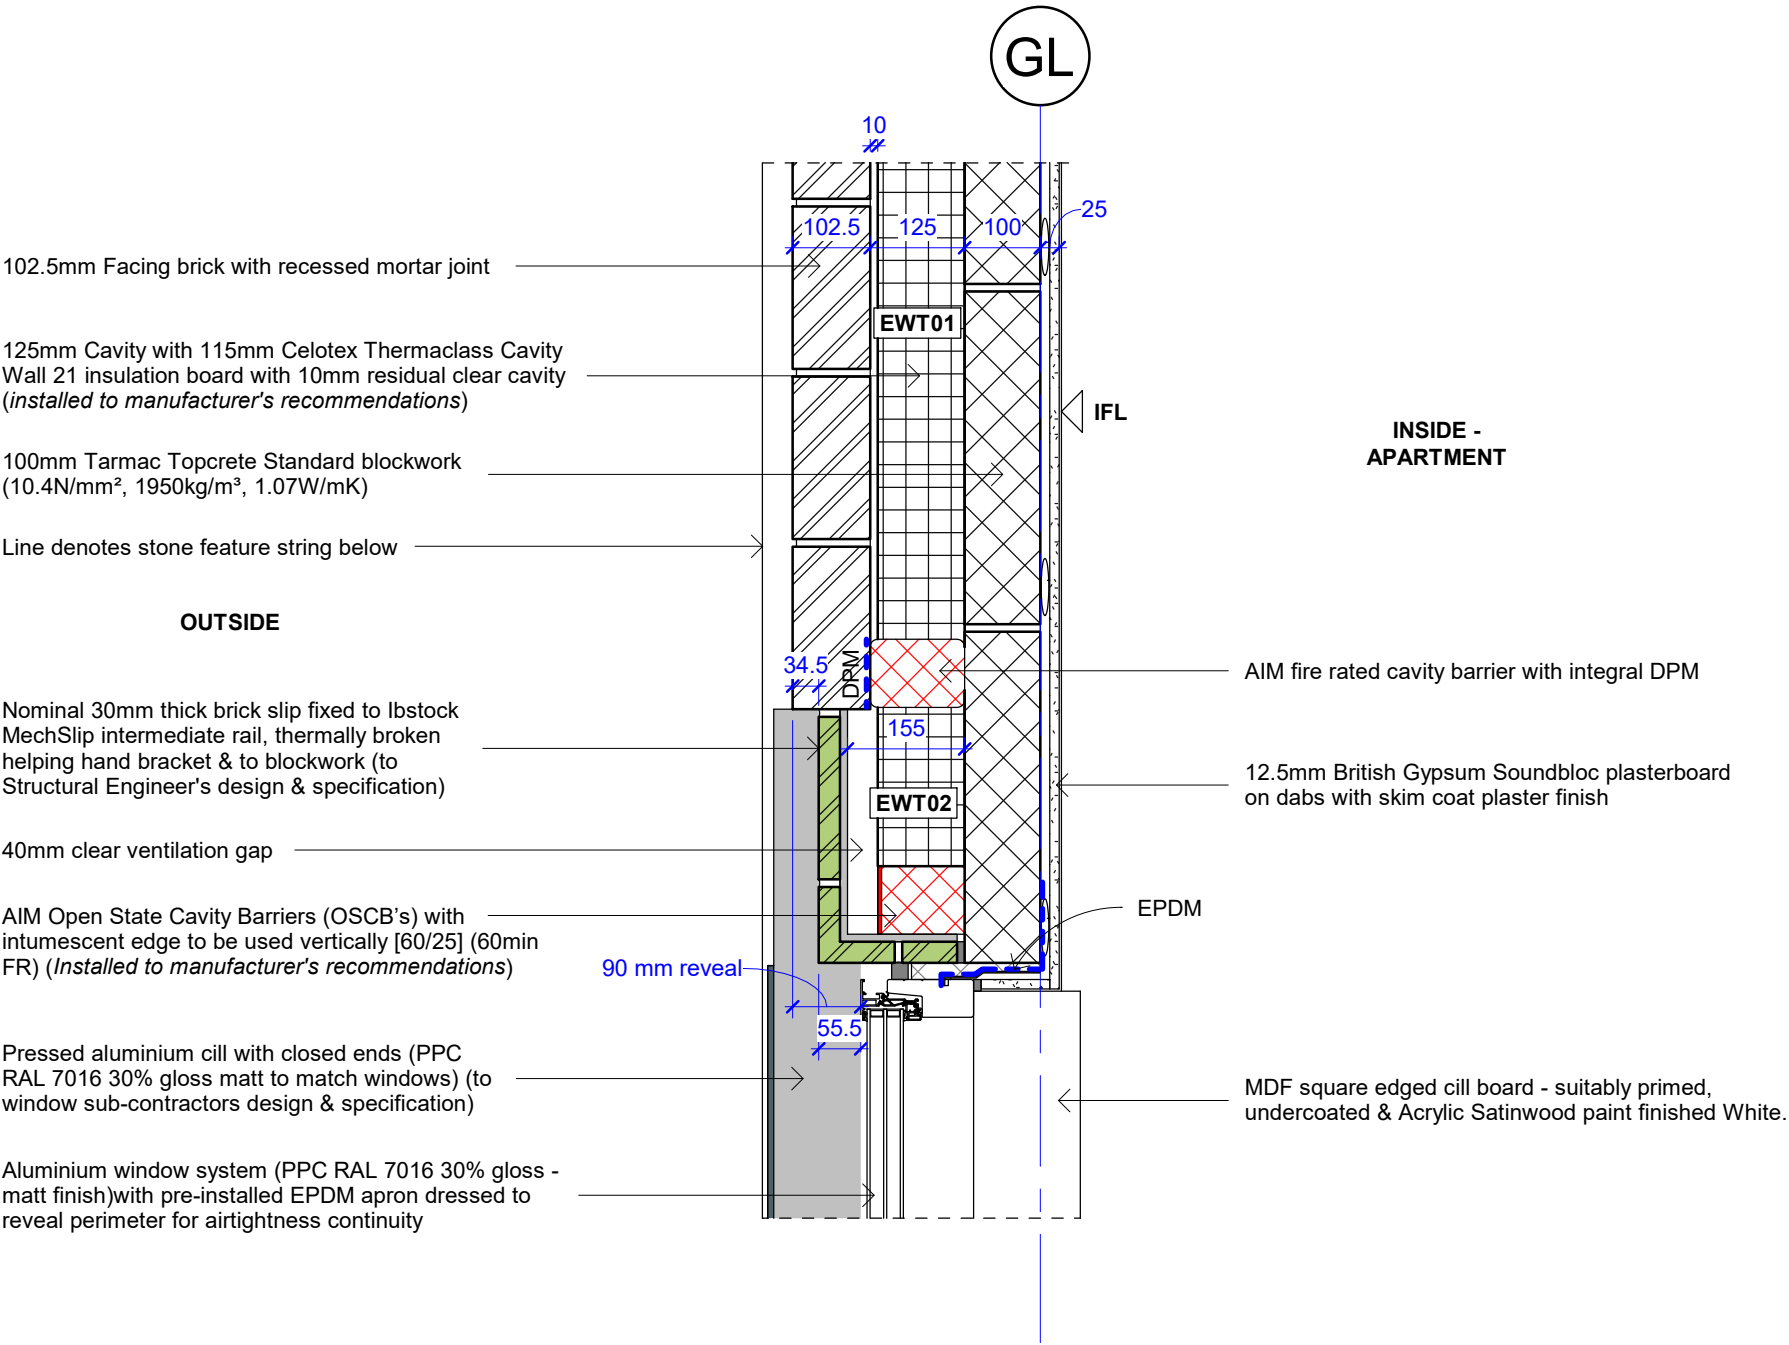 GL
10
102.5
125
100
25
102.5mm Facing brick with recessed mortar joint
EWT01
125mm Cavity with 115mm Celotex Thermaclass Cavity
Wall 21 insulation board with 10mm residual clear cavity
(installed to manufacturer's recommendations)
IFL
INSIDE -
APARTMENT
100mm Tarmac Topcrete Standard blockwork
(10.4N/mm², 1950kg/m³, 1.07W/mK)
Line denotes stone feature string below
OUTSIDE
34.5
DPM
AIM fire rated cavity barrier with integral DPM
Nominal 30mm thick brick slip fixed to Ibstock
MechSlip intermediate rail, thermally broken
helping hand bracket & to blockwork (to
Structural Engineer's design & specification)
155
12.5mm British Gypsum Soundbloc plasterboard
on dabs with skim coat plaster finish
EWT02
40mm clear ventilation gap
AIM Open State Cavity Barriers (OSCB's) with
intumescent edge to be used vertically [60/25] (60min
FR) (Installed to manufacturer's recommendations)
EPDM
90 mm reveal
55.5
Pressed aluminium cill with closed ends (PPC
RAL 7016 30% gloss matt to match windows) (to
window sub-contractors design & specification)
MDF square edged cill board - suitably primed,
undercoated & Acrylic Satinwood paint finished White.
Aluminium window system (PPC RAL 7016 30% gloss -
matt finish)with pre-installed EPDM apron dressed to
reveal perimeter for airtightness continuity